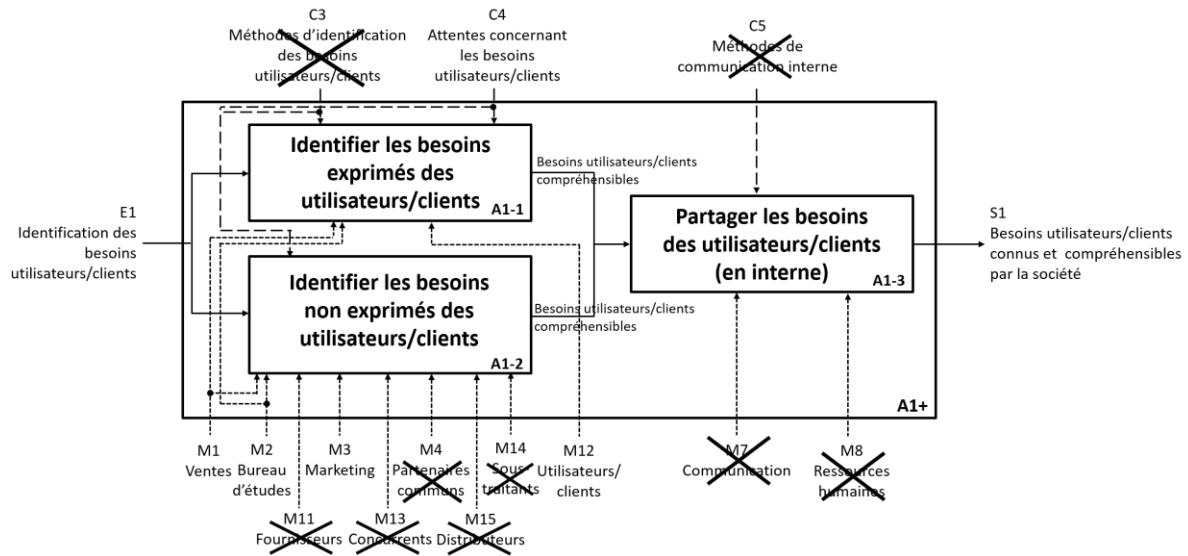 C3
Méthodes d'identification
des besoins
utilisateurs/clients
C4
Attentes concernant
les besoins
utilisateurs/clients
C5
Méthodes de
communication interne
Identifier les besoins
exprimés des
utilisateurs/clients
A1-1
Besoins utilisateurs/clients
compréhensibles
E1
Identification des
besoins
utilisateurs/clients
Partager les besoins
des utilisateurs/clients
(en interne)
A1-3
S1
Besoins utilisateurs/clients
connus et compréhensibles
par la société
Identifier les besoins
non exprimés des
utilisateurs/clients
A1-2
Besoins utilisateurs/clients
compréhensibles
A1+
M1
Ventes
M2
Bureau
d'études
M3
Marketing
M4
Partenaires
communs
M14
Sous-
traitants
M12
Utilisateurs/
clients
M7
Communication
M8
Ressources
humaines
M11
Fournisseurs
M13
Concurrents
M15
Distributeurs